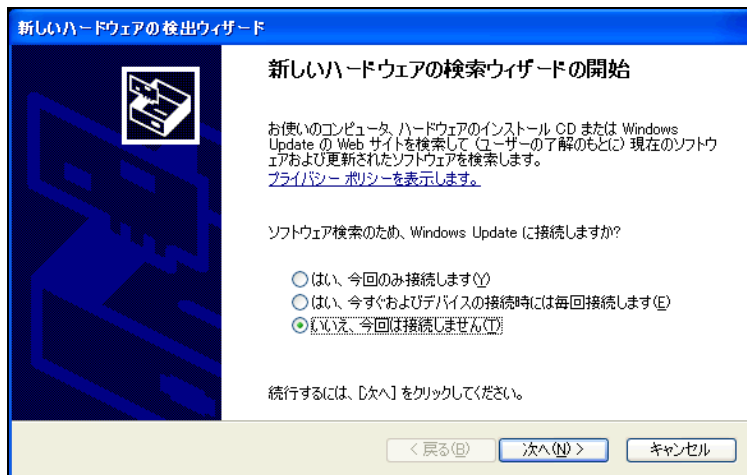 新しいハードウェアの検出ウィザード
新しいハードウェアの検索ウィザードの開始
お使いのコンピュータ、ハードウェアのインストール CD または Windows
Update の Web サイトを検索して (ユーザーの了解のもとに) 現在のソフトウ
ェアおよび更新されたソフトウェアを検索します。
プライバシー ポリシーを表示します。
ソフトウェア検索のため、Windows Update に接続しますか?
はい、今回のみ接続します(Y)
はい、今すぐおよびデバイスの接続時には毎回接続します(E)
いいえ、今回は接続しません(T)
続行するには、[次へ] をクリックしてください。
< 戻る(B) 次へ(N) > キャンセル